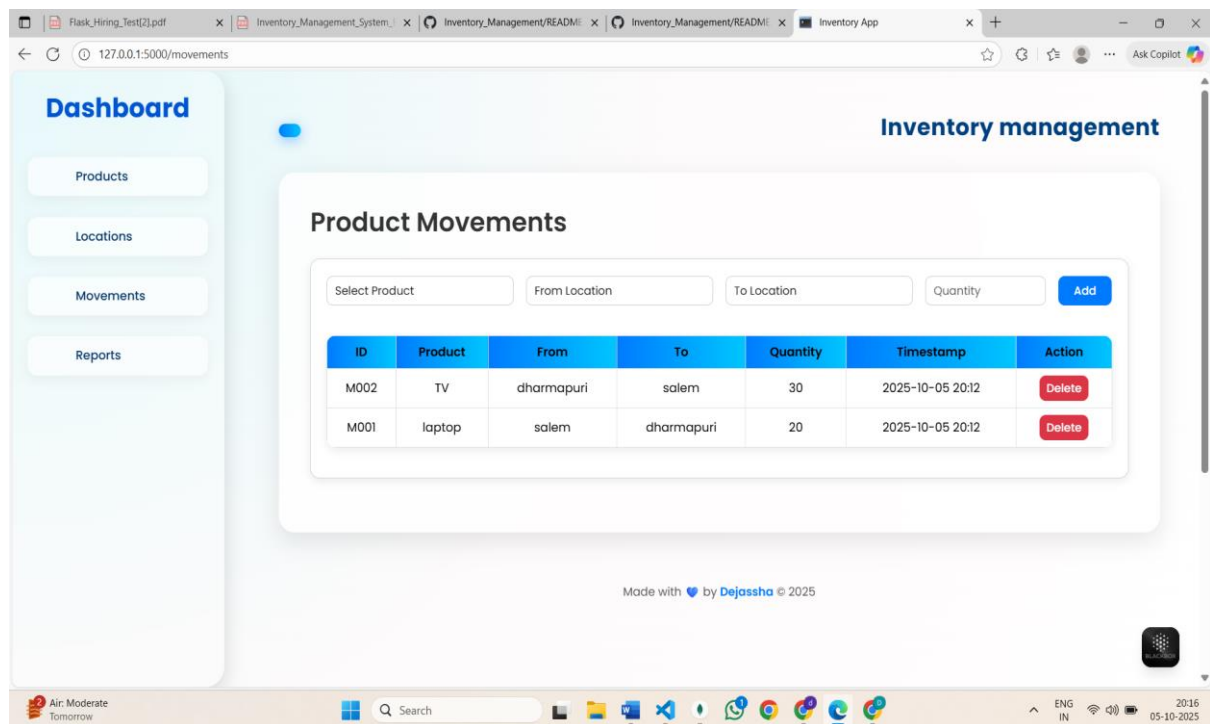 Flask_Hiring_Test[2].pdf
Inventory_Management_System_
Inventory_Management/README
Inventory_Management/README
Inventory App
127.0.0.1:5000/movements
Ask Copilot
Dashboard
Products
Locations
Movements
Reports
Inventory management
Product Movements
Select Product From Location To Location Quantity Add
ID Product From To Quantity Timestamp Action
M002 TV dharmapuri salem 30 2025-10-05 20:12 Delete
M001 laptop salem dharmapuri 20 2025-10-05 20:12 Delete
Made with 💙 by Dejassha © 2025
BLACKBOX
2 Air: Moderate
Tomorrow
Search
ENG
IN
20:16
05-10-2025